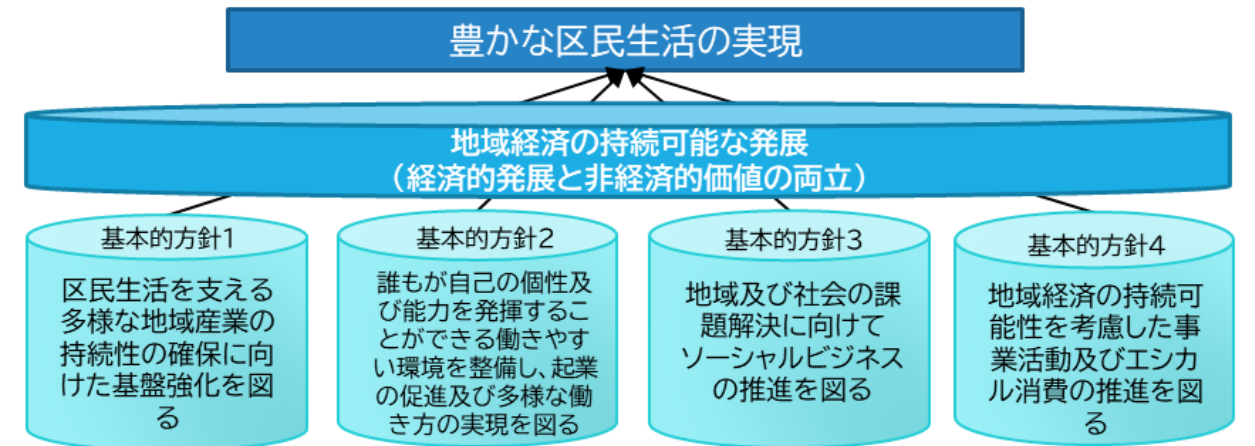 豊かな区民生活の実現
地域経済の持続可能な発展
（経済的発展と非経済的価値の両立）
基本的方針1
区民生活を支える
多様な地域産業の
持続性の確保に向
けた基盤強化を図
る
基本的方針2
誰もが自己の個性及
び能力を発揮するこ
とができる働きやす
い環境を整備し、起業
の促進及び多様な働
き方の実現を図る
基本的方針3
地域及び社会の課
題解決に向けて
ソーシャルビジネス
の推進を図る
基本的方針4
地域経済の持続可
能性を考慮した事
業活動及びエシカ
ル消費の推進を図
る